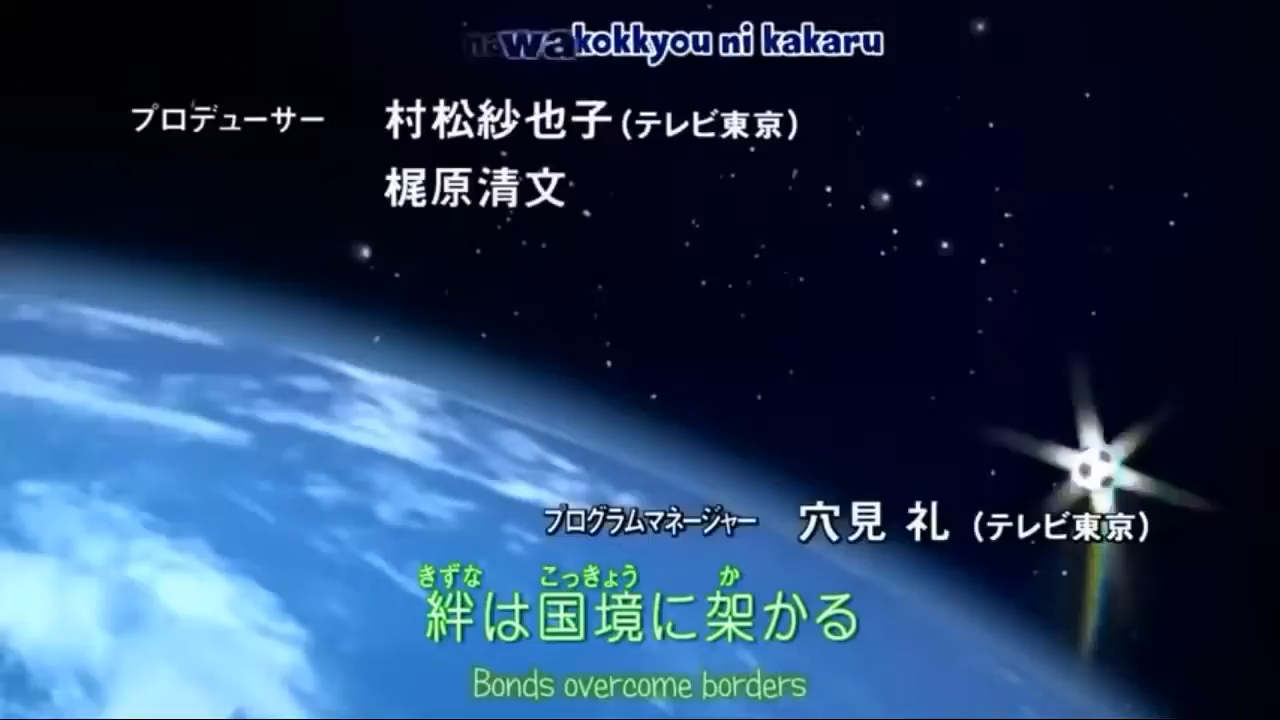 na wa kokkyou ni kakaru
プロデューサー 村松紗也子(テレビ東京)
梶原清文
プログラムマネージャー 穴見 礼 (テレビ東京)
きずな こっきょう か
絆は国境に架かる
Bonds overcome borders